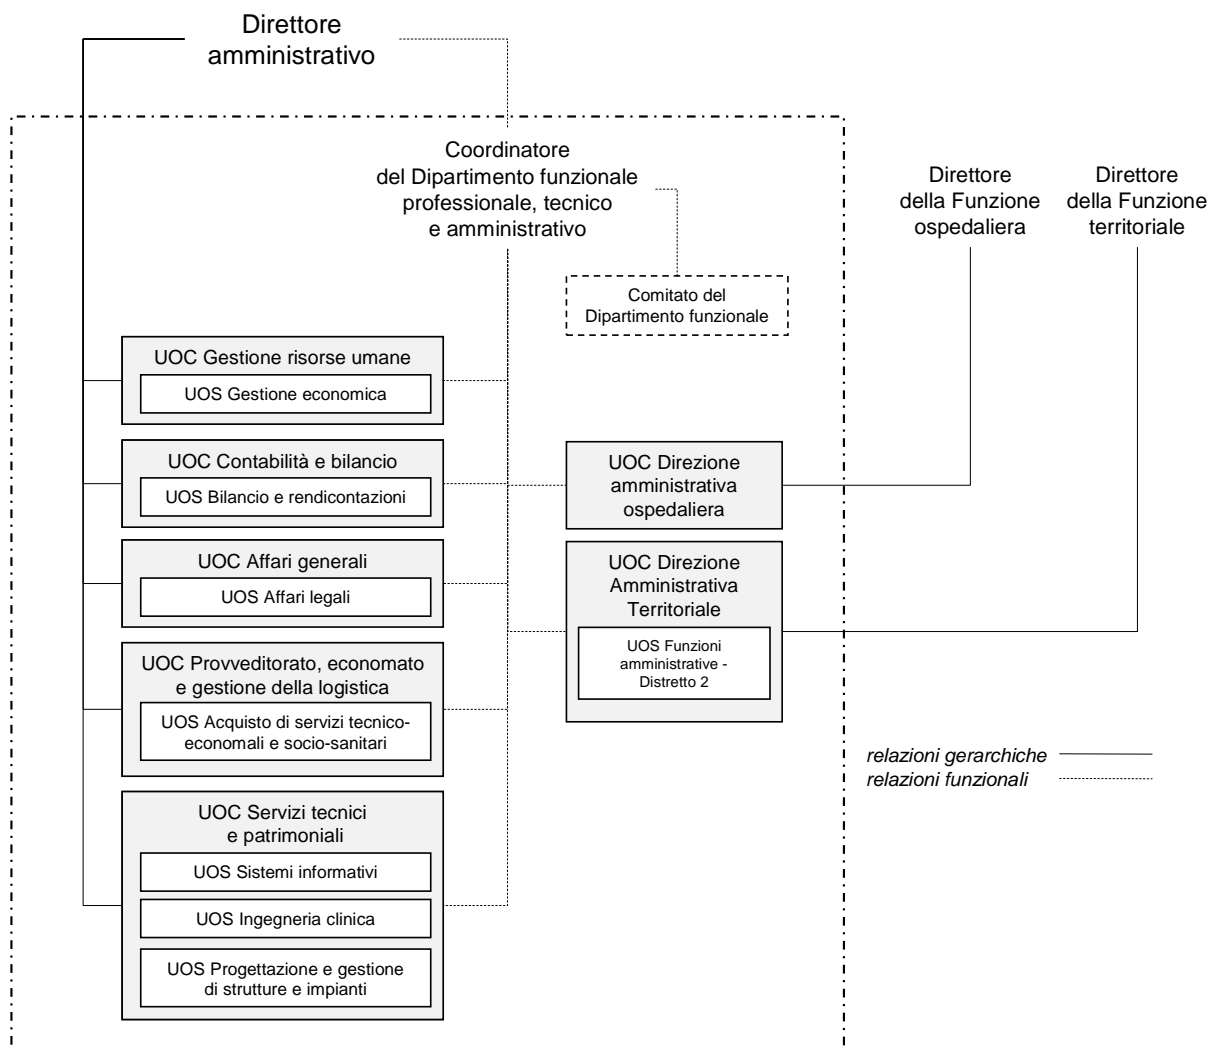 Direttore
amministrativo
Coordinatore
del Dipartimento funzionale
professionale, tecnico
e amministrativo
Direttore
della Funzione
ospedaliera
Direttore
della Funzione
territoriale
Comitato del
Dipartimento funzionale
UOC Gestione risorse umane
UOS Gestione economica
UOC Contabilità e bilancio
UOS Bilancio e rendicontazioni
UOC Affari generali
UOS Affari legali
UOC Provveditorato, economato
e gestione della logistica
UOS Acquisto di servizi tecnico-
economali e socio-sanitari
UOC Servizi tecnici
e patrimoniali
UOS Sistemi informativi
UOS Ingegneria clinica
UOS Progettazione e gestione
di strutture e impianti
UOC Direzione
amministrativa
ospedaliera
UOC Direzione
Amministrativa
Territoriale
UOS Funzioni
amministrative -
Distretto 2
relazioni gerarchiche
relazioni funzionali